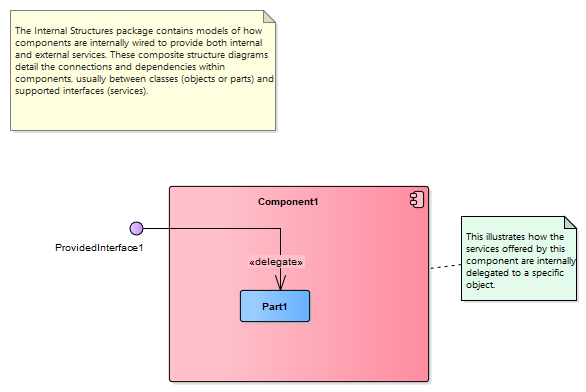 The Internal Structures package contains models of how
components are internally wired to provide both internal
and external services. These composite structure diagrams
detail the connections and dependencies within
components, usually between classes (objects or parts) and
supported interfaces (services).
Component1
ProvidedInterface1
«delegate»
Part1
This illustrates how the
services offered by this
component are internally
delegated to a specific
object.